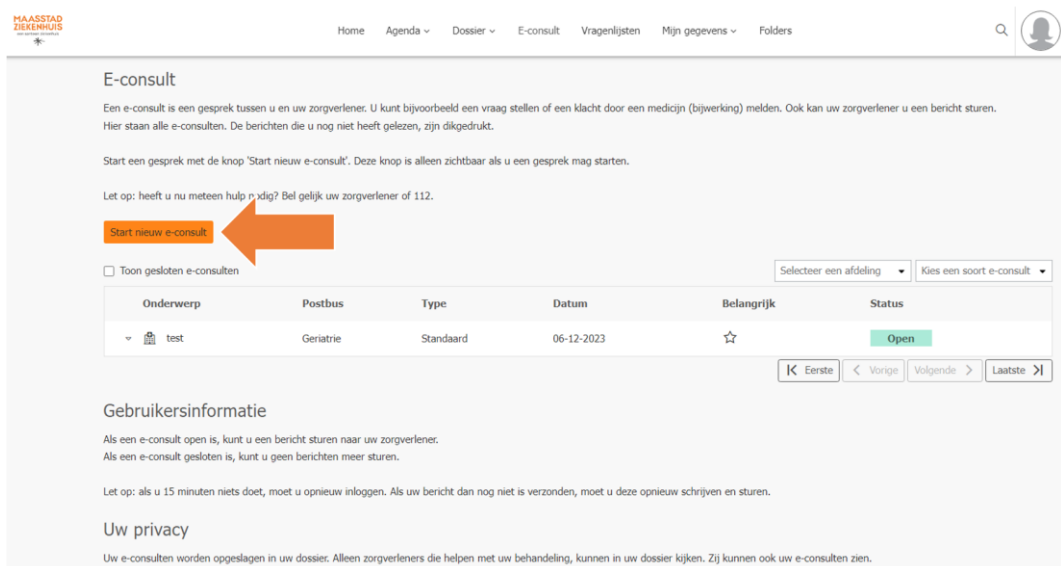 MAASSTAD
ZIEKENHUIS
Home Agenda Dossier E-consult Vragenlijsten Mijn gegevens Folders
E-consult
Een e-consult is een gesprek tussen u en uw zorgverlener. U kunt bijvoorbeeld een vraag stellen of een klacht door een medicijn (bijwerking) melden. Ook kan uw zorgverlener u een bericht sturen.
Hier staan alle e-consulten. De berichten die u nog niet heeft gelezen, zijn dikgedrukt.
Start een gesprek met de knop 'Start nieuw e-consult'. Deze knop is alleen zichtbaar als u een gesprek mag starten.
Let op: heeft u nu meteen hulp nodig? Bel gelijk uw zorgverlener of 112.
Start nieuw e-consult
Toon gesloten e-consulten Selecteer een afdeling Kies een soort e-consult
Onderwerp Postbus Type Datum Belangrijk Status
test Geriatrie Standaard 06-12-2023 Open
Eerste Vorige Volgende Laatste
Gebruikersinformatie
Als een e-consult open is, kunt u een bericht sturen naar uw zorgverlener.
Als een e-consult gesloten is, kunt u geen berichten meer sturen.
Let op: als u 15 minuten niets doet, moet u opnieuw inloggen. Als uw bericht dan nog niet is verzonden, moet u deze opnieuw schrijven en sturen.
Uw privacy
Uw e-consulten worden opgeslagen in uw dossier. Alleen zorgverleners die helpen met uw behandeling, kunnen in uw dossier kijken. Zij kunnen ook uw e-consulten zien.